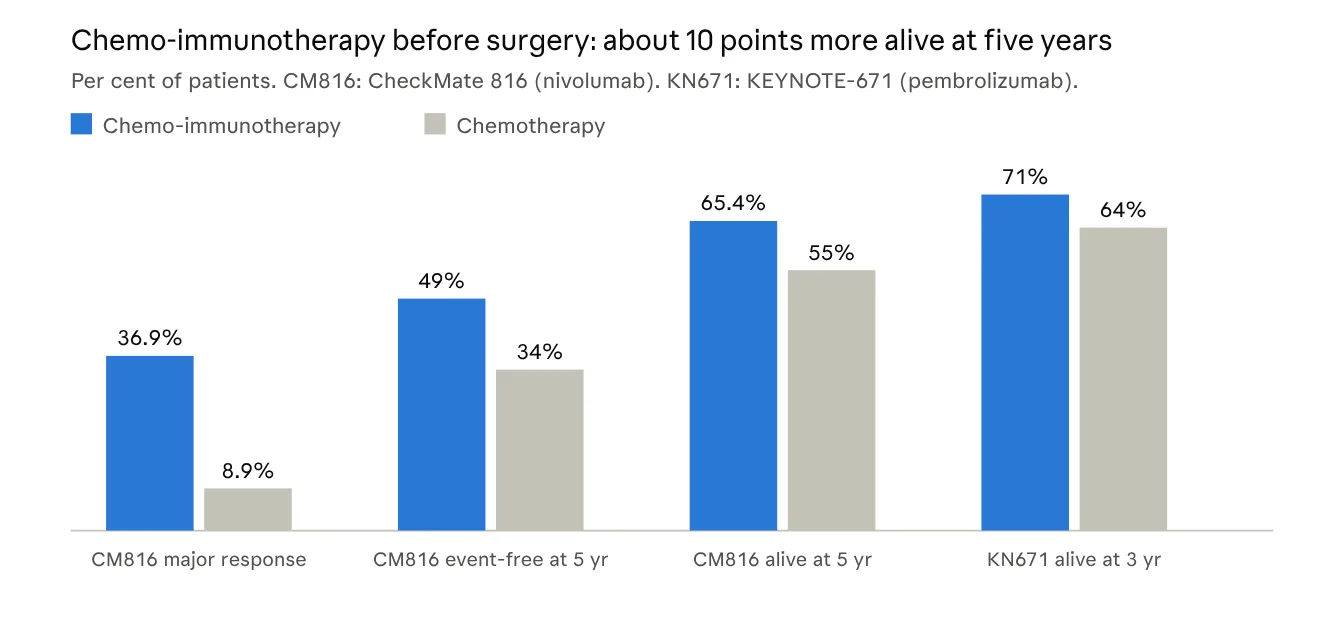 Chemo-immunotherapy before surgery: about 10 points more alive at five years
Per cent of patients. CM816: CheckMate 816 (nivolumab). KN671: KEYNOTE-671 (pembrolizumab).
Chemo-immunotherapy
Chemotherapy
36.9%
8.9%
49%
34%
65.4%
55%
71%
64%
CM816 major response
CM816 event-free at 5 yr
CM816 alive at 5 yr
KN671 alive at 3 yr